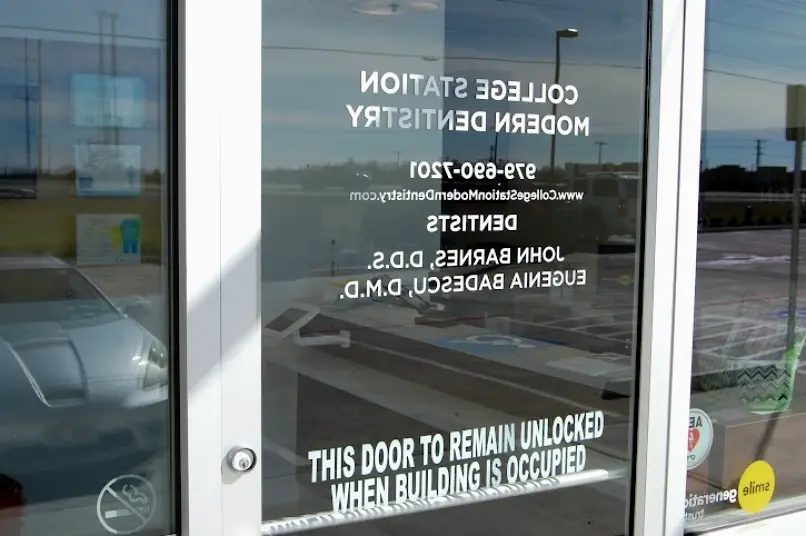 COLLEGE STATION
MODERN DENTISTRY
979-690-7201
www.CollegeStationModernDentistry.com
DENTISTS
JOHN BARNES, D.D.S.
EUGENIA BADESCU, D.M.D.
THIS DOOR TO REMAIN UNLOCKED
WHEN BUILDING IS OCCUPIED
smile
generation
trust